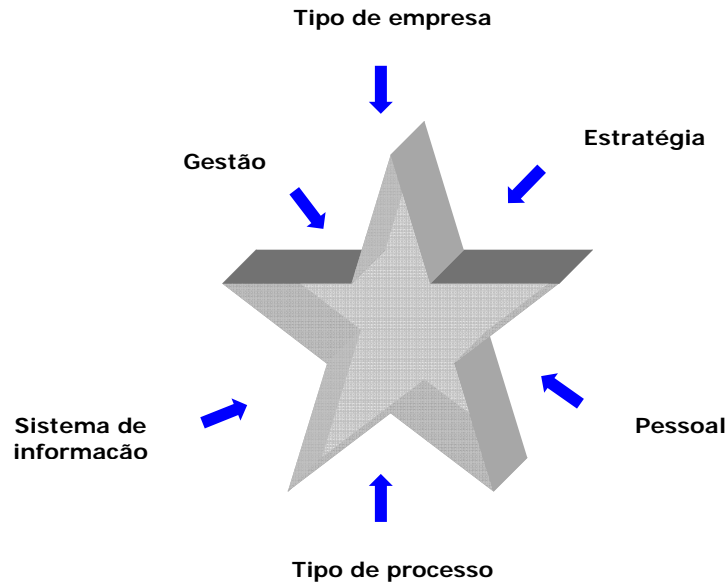 Tipo de empresa
Estratégia
Gestão
Sistema de
informacão
Pessoal
Tipo de processo